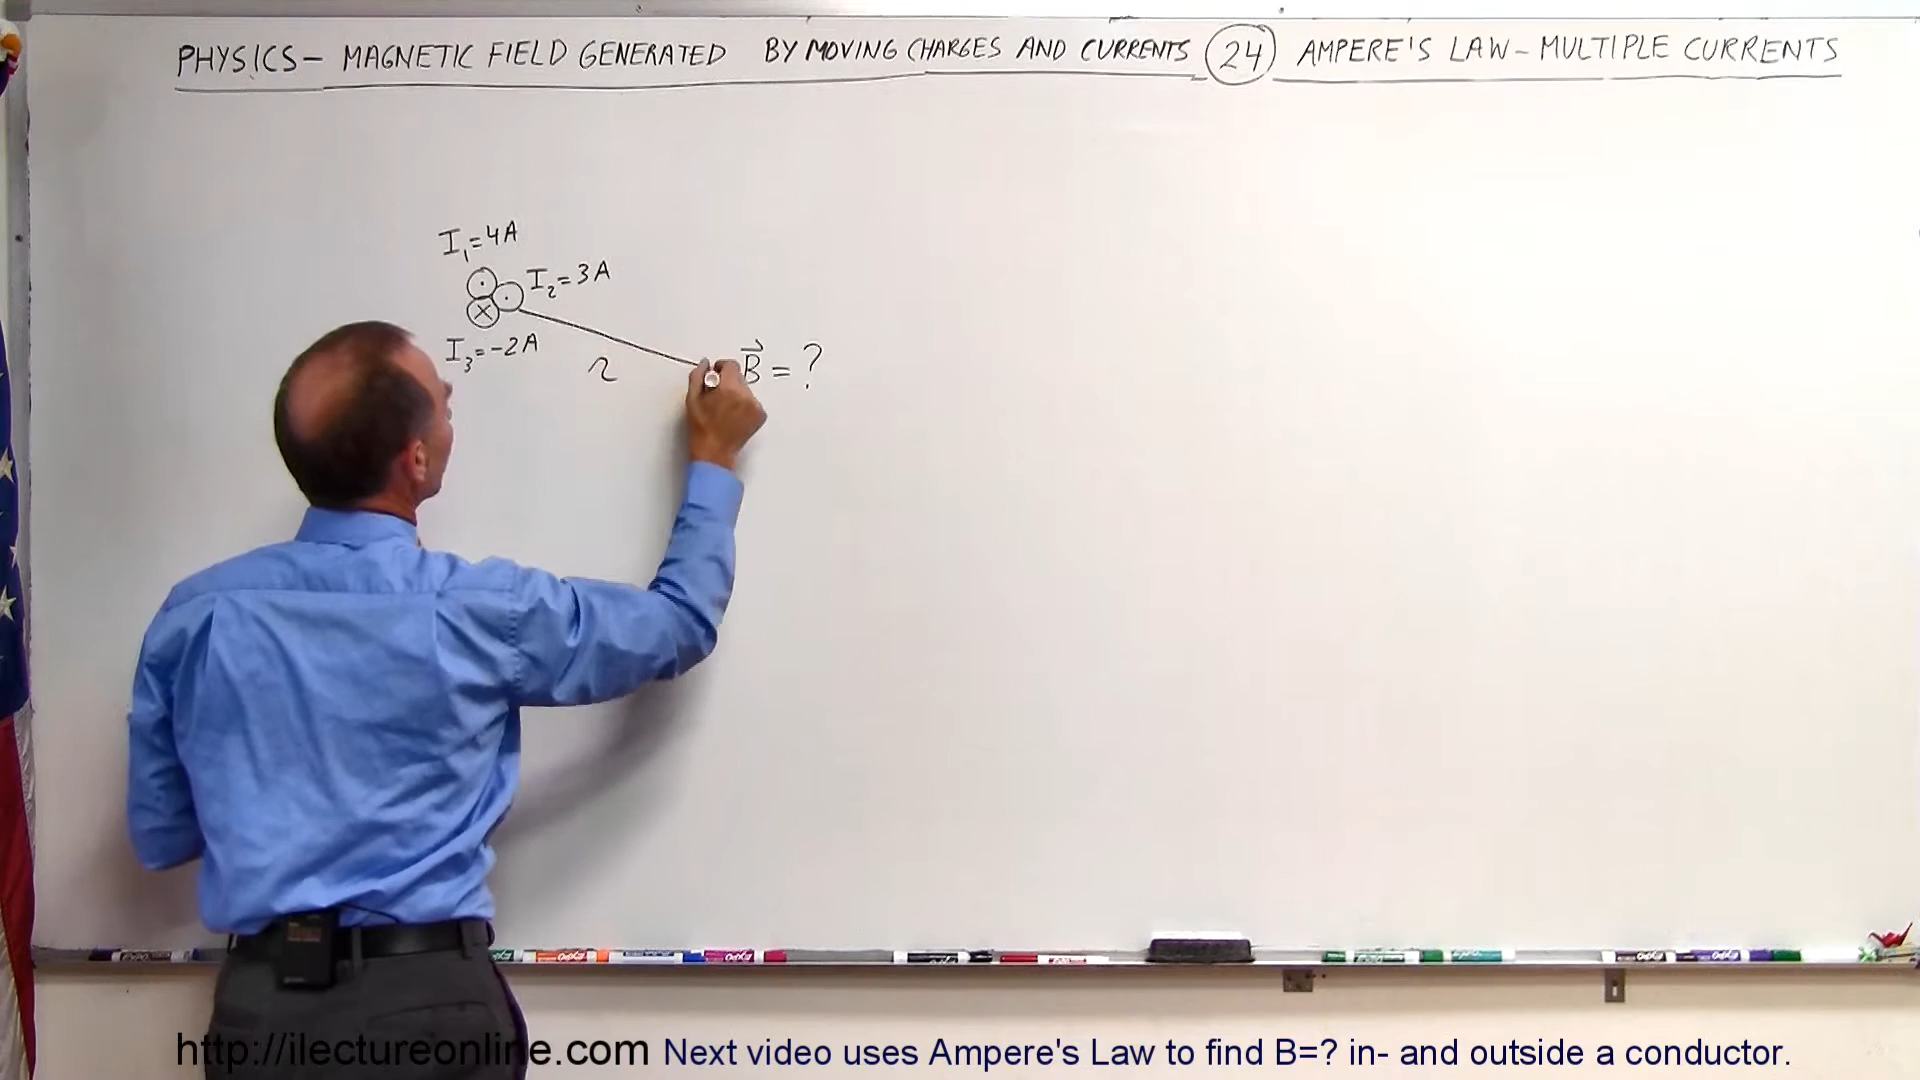 PHYSICS- MAGNETIC FIELD GENERATED BY MOVING CHARGES AND CURRENTS 24 AMPERE'S LAW-MULTIPLE CURRENTS
I₁=4A
I₂=3A
I₃=-2A
r
B⃗ = ?
http://ilectureonline.com Next video uses Ampere's Law to find B=? in- and outside a conductor.